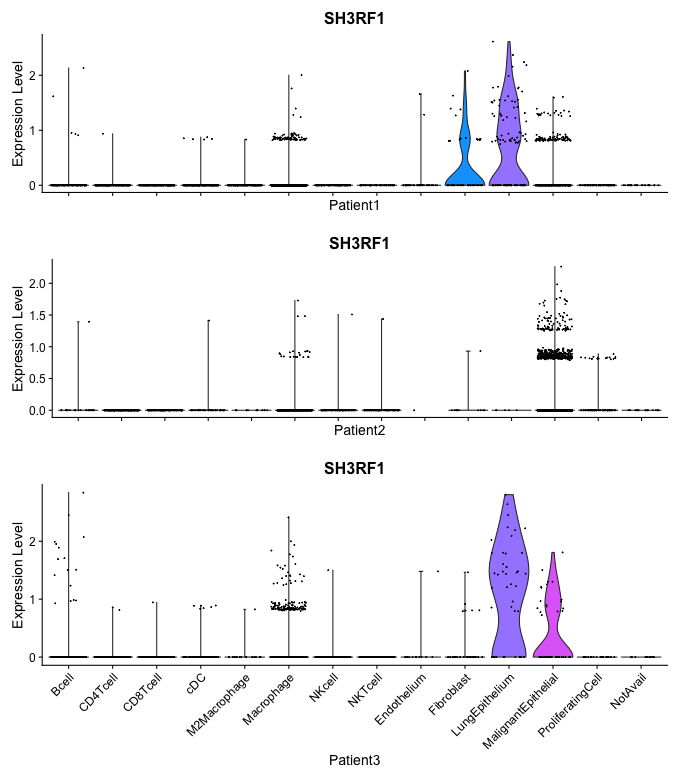 SH3RF1
Expression Level
2
1
0
Patient1
SH3RF1
Expression Level
2.0
1.5
1.0
0.5
0.0
Patient2
SH3RF1
Expression Level
2
1
0
Bcell
CD4Tcell
CD8Tcell
cDC
M2Macrophage
Macrophage
NKcell
NKTcell
Endothelium
Fibroblast
LungEpithelium
MalignantEpithelial
ProliferatingCell
NotAvail
Patient3